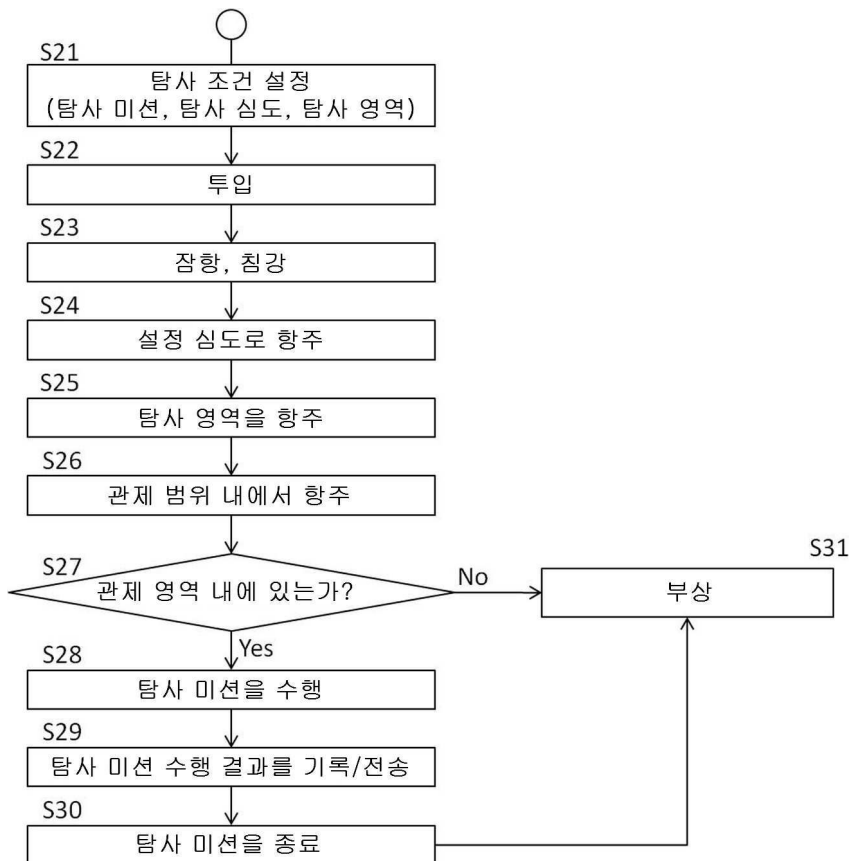 S21
탐사 조건 설정
(탐사 미션, 탐사 심도, 탐사 영역)
S22
투입
S23
잠항, 침강
S24
설정 심도로 항주
S25
탐사 영역을 항주
S26
관제 범위 내에서 항주
S27
관제 영역 내에 있는가?
No
S31
부상
Yes
S28
탐사 미션을 수행
S29
탐사 미션 수행 결과를 기록/전송
S30
탐사 미션을 종료